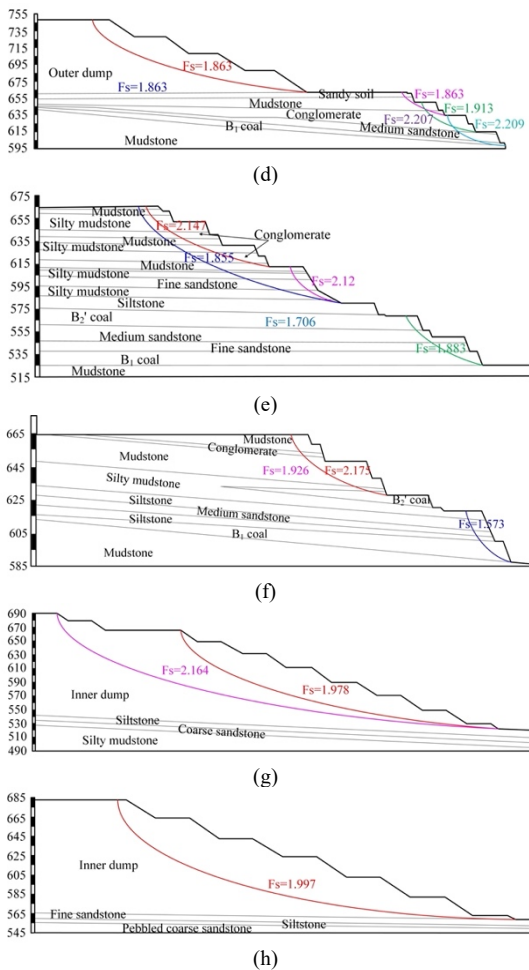 755
735
715
695
675
655
635
615
595
Outer dump
Fs=1.863
Fs=1.863
Sandy soil
Fs=1.863
Mudstone
Fs=1.913
Conglomerate
Fs=2.207
B₁ coal
Medium sandstone
Fs=2.209
Mudstone
(d)
675
655
635
615
595
575
555
535
515
Mudstone
Silty mudstone
Fs=2.147
Conglomerate
Mudstone
Silty mudstone
Fs=1.855
Mudstone
Silty mudstone
Fine sandstone
Fs=2.12
Silty mudstone
Siltstone
B₂' coal
Fs=1.706
Medium sandstone
Fine sandstone
Fs=1.883
B₁ coal
Mudstone
(e)
665
645
625
605
585
Mudstone
Conglomerate
Mudstone
Fs=1.926
Fs=2.175
Silty mudstone
B₂' coal
Siltstone
Medium sandstone
Siltstone
Fs=1.573
B₁ coal
Mudstone
(f)
690
670
650
630
610
590
570
550
530
510
490
Fs=2.164
Fs=1.978
Inner dump
Siltstone
Coarse sandstone
Silty mudstone
(g)
685
665
645
625
605
585
565
545
Inner dump
Fs=1.997
Fine sandstone
Siltstone
Pebbled coarse sandstone
(h)